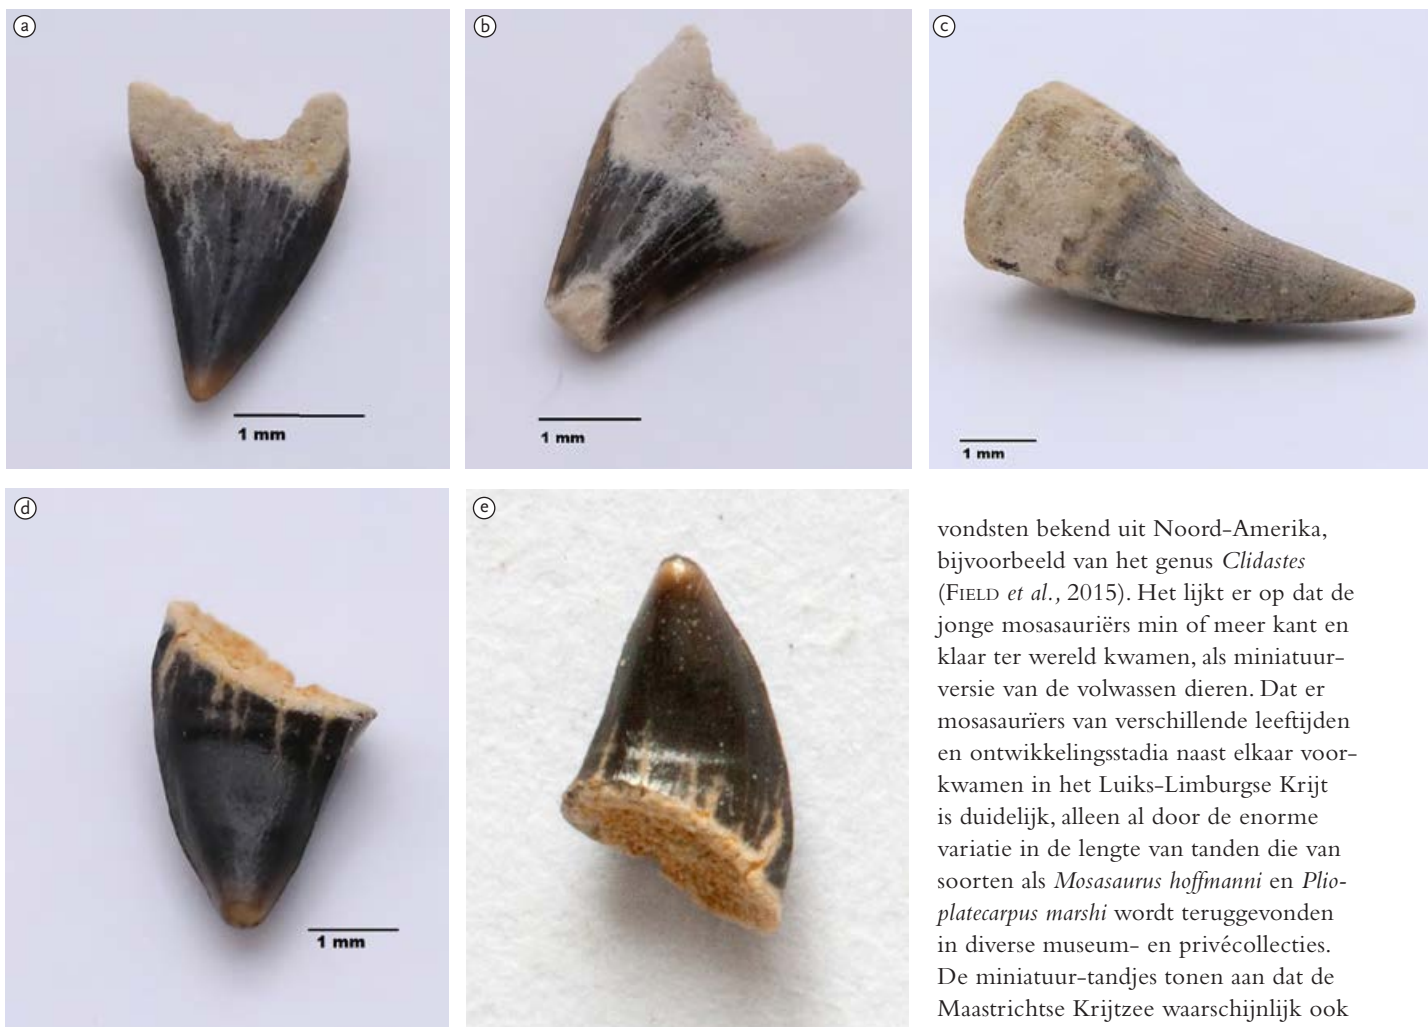 a
b
c
1 mm
1 mm
1 mm
d
e
1 mm
vondsten bekend uit Noord-Amerika,
bijvoorbeeld van het genus Clidastes
(FIELD et al., 2015). Het lijkt er op dat de
jonge mosasauriërs min of meer kant en
klaar ter wereld kwamen, als miniatuur-
versie van de volwassen dieren. Dat er
mosasaurïers van verschillende leeftijden
en ontwikkelingsstadia naast elkaar voor-
kwamen in het Luiks-Limburgse Krijt
is duidelijk, alleen al door de enorme
variatie in de lengte van tanden die van
soorten als Mosasaurus hoffmanni en Plio-
platecarpus marshi wordt teruggevonden
in diverse museum- en privécollecties.
De miniatuur-tandjes tonen aan dat de
Maastrichtse Krijtzee waarschijnlijk ook